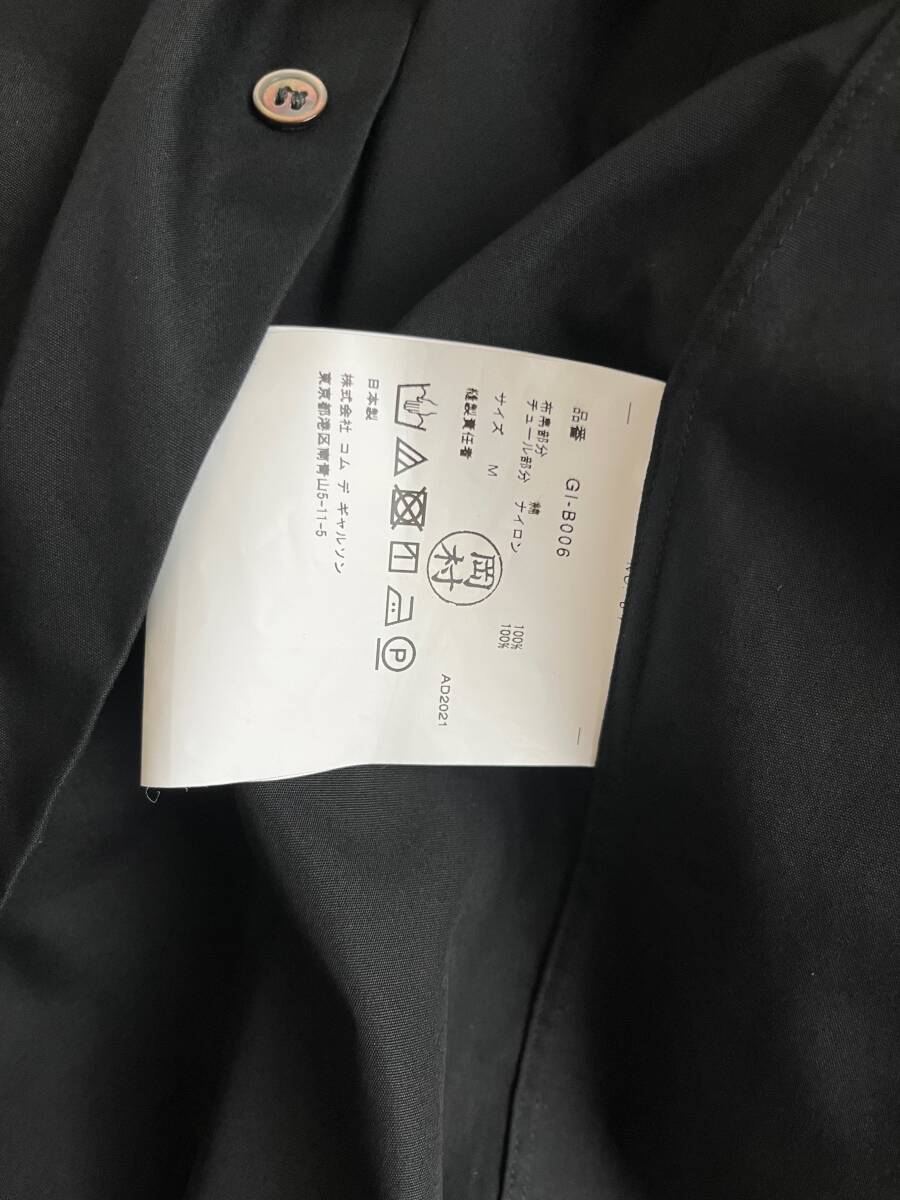 品番 GI-B006
布帛部分 綿 100%
チュール部分 ナイロン 100%
サイズ M
縫製責任者 岡村
AD2021
P
日本製
株式会社 コム デ ギャルソン
東京都港区南青山5-11-5